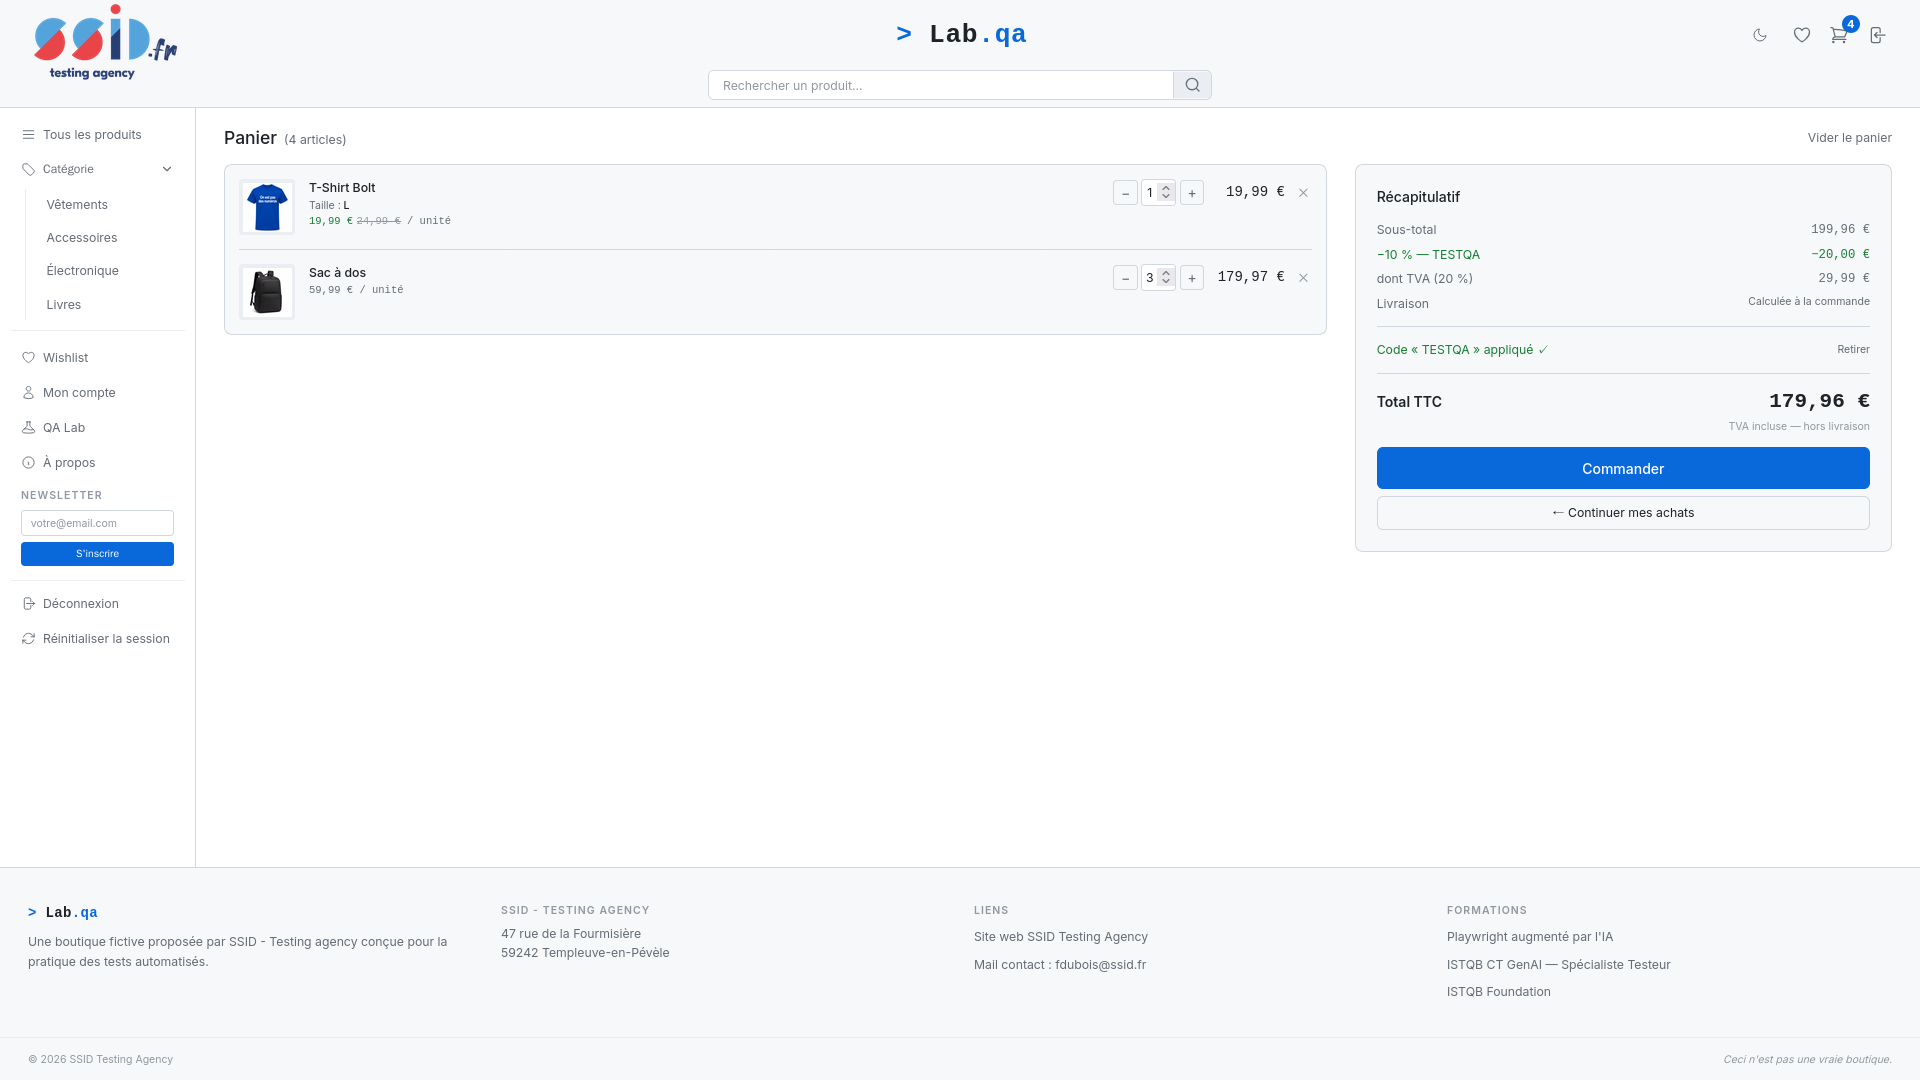 ssiD.fr
testing agency
> Lab.qa
4
Rechercher un produit...
Tous les produits
Catégorie
Vêtements
Accessoires
Électronique
Livres
Wishlist
Mon compte
QA Lab
À propos
NEWSLETTER
votre@email.com
S'inscrire
Déconnexion
Réinitialiser la session
Panier (4 articles)
Vider le panier
T-Shirt Bolt
Taille : L
19,99 € 24,99 € / unité
− 1 + 19,99 € ×
Sac à dos
59,99 € / unité
− 3 + 179,97 € ×
Récapitulatif
Sous-total 199,96 €
−10 % — TESTQA −20,00 €
dont TVA (20 %) 29,99 €
Livraison Calculée à la commande
Code « TESTQA » appliqué ✓ Retirer
Total TTC 179,96 €
TVA incluse — hors livraison
Commander
← Continuer mes achats
> Lab.qa
Une boutique fictive proposée par SSID - Testing agency conçue pour la
pratique des tests automatisés.
SSID - TESTING AGENCY
47 rue de la Fourmisière
59242 Templeuve-en-Pévèle
LIENS
Site web SSID Testing Agency
Mail contact : fdubois@ssid.fr
FORMATIONS
Playwright augmenté par l'IA
ISTQB CT GenAI — Spécialiste Testeur
ISTQB Foundation
© 2026 SSID Testing Agency
Ceci n'est pas une vraie boutique.